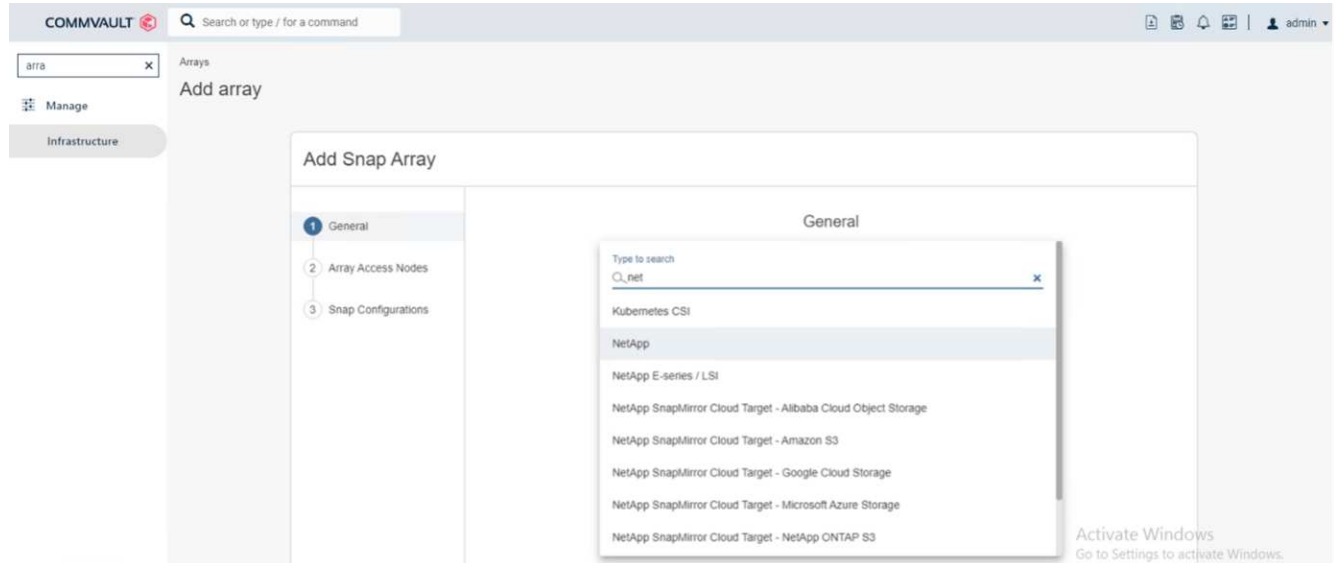 COMMVAULT
Search or type / for a command
admin
arra
Manage
Infrastructure
Arrays
Add array
Add Snap Array
1 General
2 Array Access Nodes
3 Snap Configurations
General
Type to search
net
Kubernetes CSI
NetApp
NetApp E-series / LSI
NetApp SnapMirror Cloud Target - Alibaba Cloud Object Storage
NetApp SnapMirror Cloud Target - Amazon S3
NetApp SnapMirror Cloud Target - Google Cloud Storage
NetApp SnapMirror Cloud Target - Microsoft Azure Storage
NetApp SnapMirror Cloud Target - NetApp ONTAP S3
Activate Windows
Go to Settings to activate Windows.